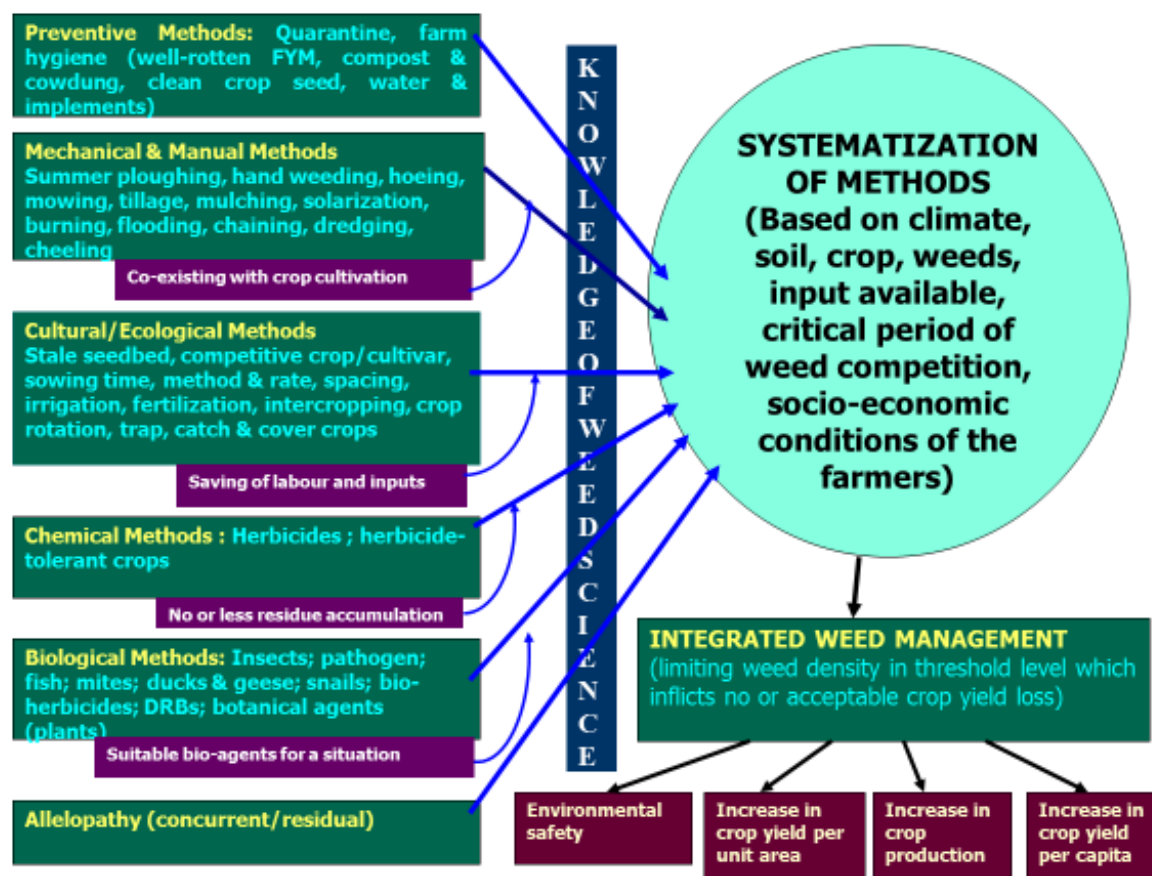 Preventive Methods: Quarantine, farm
hygiene (well-rotten FYM, compost &
cowdung, clean crop seed, water &
implements)
Mechanical & Manual Methods
Summer ploughing, hand weeding, hoeing,
mowing, tillage, mulching, solarization,
burning, flooding, chaining, dredging,
cheeling
Co-existing with crop cultivation
Cultural/Ecological Methods
Stale seedbed, competitive crop/cultivar,
sowing time, method & rate, spacing,
irrigation, fertilization, intercropping, crop
rotation, trap, catch & cover crops
Saving of labour and inputs
Chemical Methods : Herbicides ; herbicide-
tolerant crops
No or less residue accumulation
Biological Methods: Insects; pathogen;
fish; mites; ducks & geese; snails; bio-
herbicides; DRBs; botanical agents
(plants)
Suitable bio-agents for a situation
Allelopathy (concurrent/residual)
KNOWLEDGE OF WEED SCIENCE
SYSTEMATIZATION
OF METHODS
(Based on climate,
soil, crop, weeds,
input available,
critical period of
weed competition,
socio-economic
conditions of the
farmers)
INTEGRATED WEED MANAGEMENT
(limiting weed density in threshold level which
inflicts no or acceptable crop yield loss)
Environmental
safety
Increase in
crop yield per
unit area
Increase in
crop
production
Increase in
crop yield
per capita